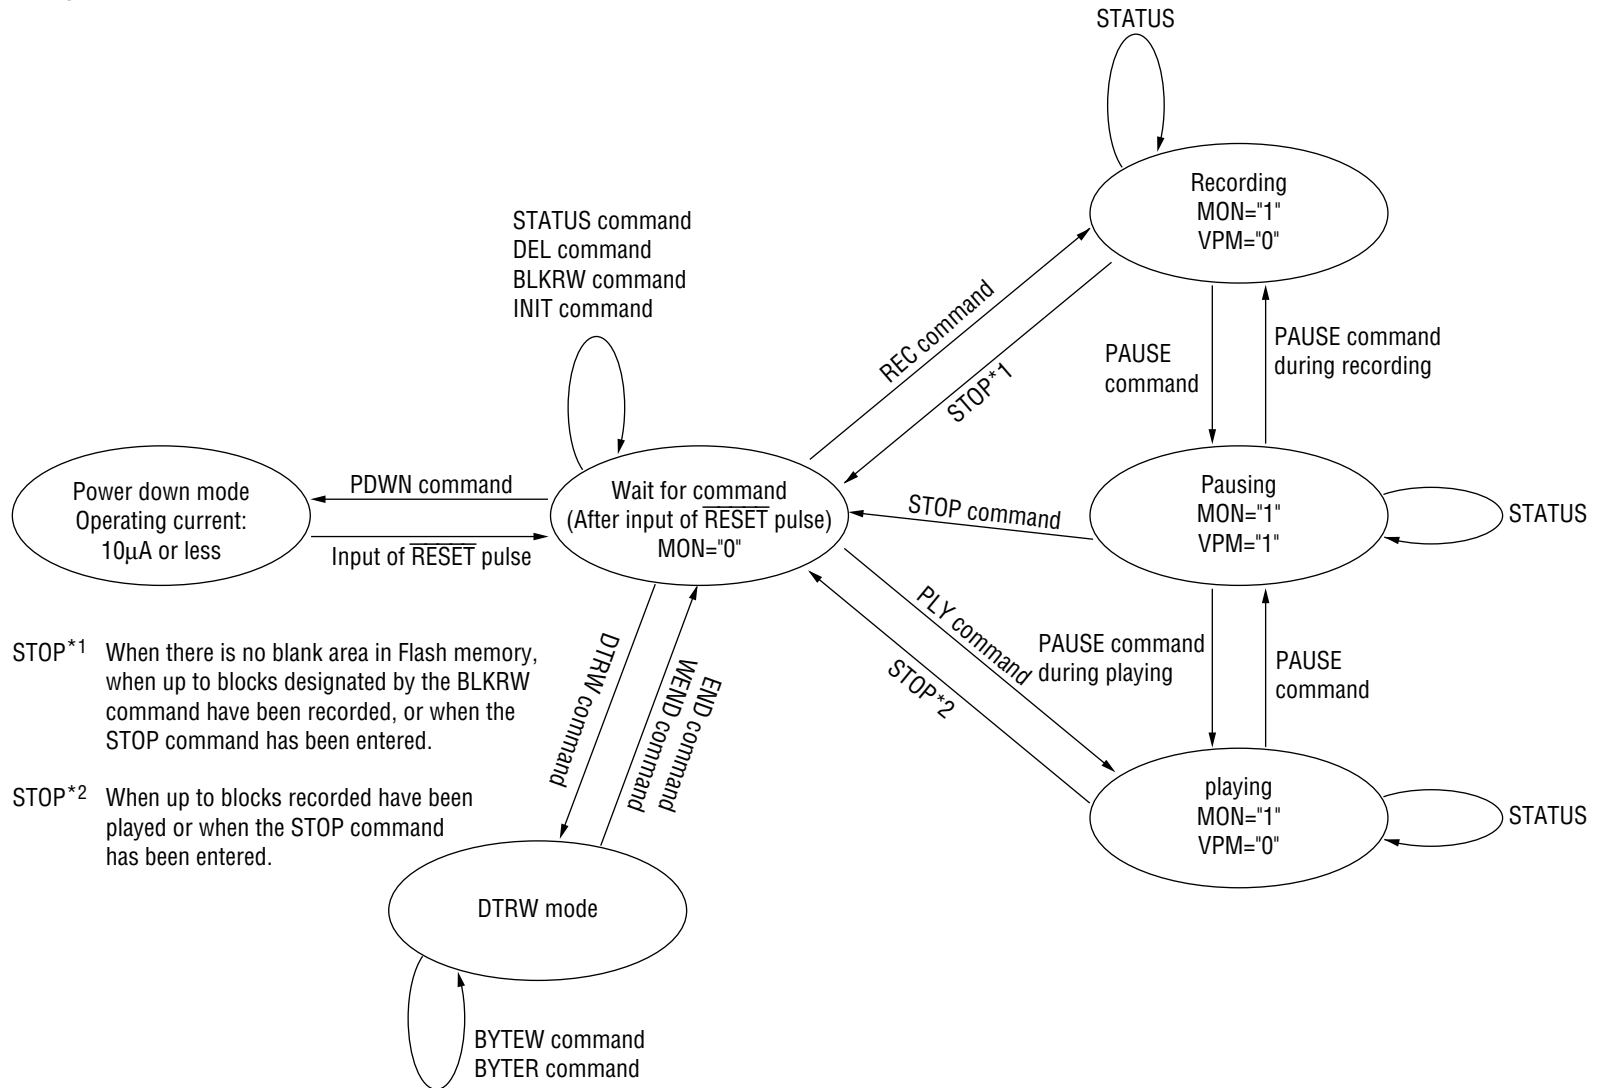 STATUS
Recording
MON="1"
VPM="0"
STATUS command
DEL command
BLKRW command
INIT command
REC command
STOP*1
PAUSE
command
PAUSE command
during recording
Power down mode
Operating current:
10µA or less
PDWN command
Input of RESET pulse
Wait for command
(After input of RESET pulse)
MON="0"
STOP command
Pausing
MON="1"
VPM="1"
STATUS
PLY command
STOP*2
PAUSE command
during playing
PAUSE
command
DTRW command
WEND command
END command
STOP*1 When there is no blank area in Flash memory,
when up to blocks designated by the BLKRW
command have been recorded, or when the
STOP command has been entered.
STOP*2 When up to blocks recorded have been
played or when the STOP command
has been entered.
playing
MON="1"
VPM="0"
STATUS
DTRW mode
BYTEW command
BYTER command